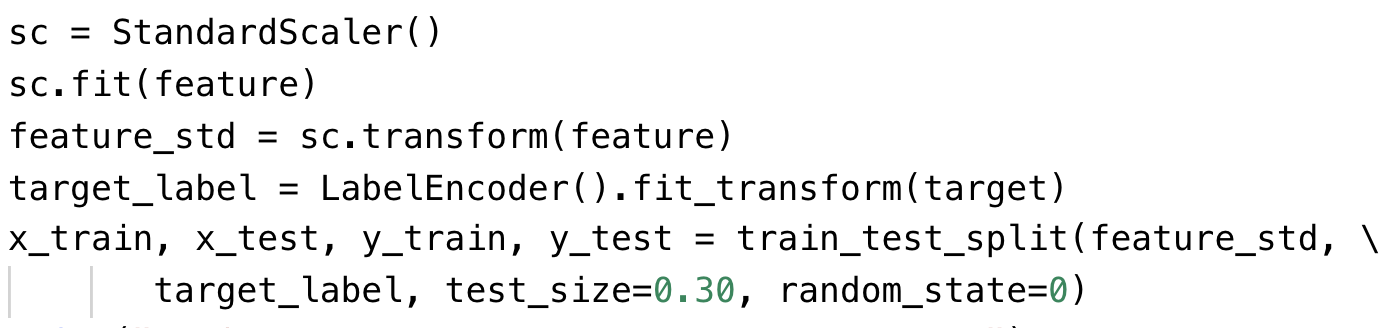 sc = StandardScaler()
sc.fit(feature)
feature_std = sc.transform(feature)
target_label = LabelEncoder().fit_transform(target)
x_train, x_test, y_train, y_test = train_test_split(feature_std, \
target_label, test_size=0.30, random_state=0)